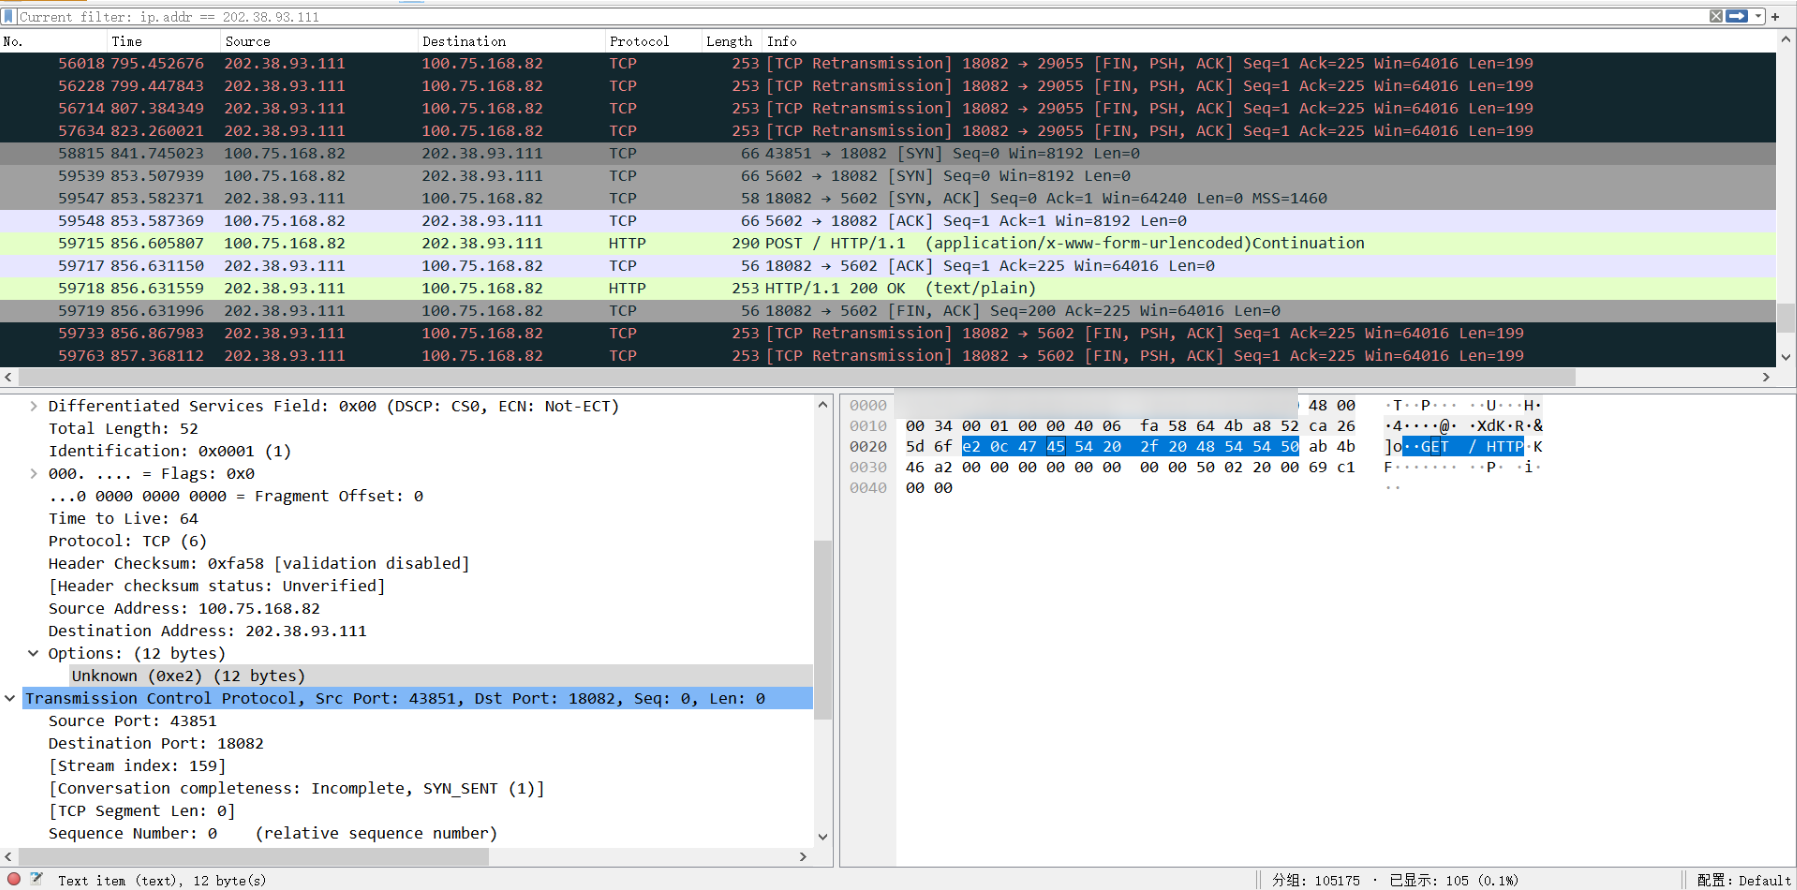 Current filter: ip.addr == 202.38.93.111
No. Time Source Destination Protocol Length Info
56018 795.452676 202.38.93.111 100.75.168.82 TCP 253 [TCP Retransmission] 18082 → 29055 [FIN, PSH, ACK] Seq=1 Ack=225 Win=64016 Len=199
56228 799.447843 202.38.93.111 100.75.168.82 TCP 253 [TCP Retransmission] 18082 → 29055 [FIN, PSH, ACK] Seq=1 Ack=225 Win=64016 Len=199
56714 807.384349 202.38.93.111 100.75.168.82 TCP 253 [TCP Retransmission] 18082 → 29055 [FIN, PSH, ACK] Seq=1 Ack=225 Win=64016 Len=199
57634 823.260021 202.38.93.111 100.75.168.82 TCP 253 [TCP Retransmission] 18082 → 29055 [FIN, PSH, ACK] Seq=1 Ack=225 Win=64016 Len=199
58815 841.745023 100.75.168.82 202.38.93.111 TCP 66 43851 → 18082 [SYN] Seq=0 Win=8192 Len=0
59539 853.507939 100.75.168.82 202.38.93.111 TCP 66 5602 → 18082 [SYN] Seq=0 Win=8192 Len=0
59547 853.582371 202.38.93.111 100.75.168.82 TCP 58 18082 → 5602 [SYN, ACK] Seq=0 Ack=1 Win=64240 Len=0 MSS=1460
59548 853.587369 100.75.168.82 202.38.93.111 TCP 66 5602 → 18082 [ACK] Seq=1 Ack=1 Win=8192 Len=0
59715 856.605807 100.75.168.82 202.38.93.111 HTTP 290 POST / HTTP/1.1  (application/x-www-form-urlencoded)Continuation
59717 856.631150 202.38.93.111 100.75.168.82 TCP 56 18082 → 5602 [ACK] Seq=1 Ack=225 Win=64016 Len=0
59718 856.631559 202.38.93.111 100.75.168.82 HTTP 253 HTTP/1.1 200 OK  (text/plain)
59719 856.631996 202.38.93.111 100.75.168.82 TCP 56 18082 → 5602 [FIN, ACK] Seq=200 Ack=225 Win=64016 Len=0
59733 856.867983 202.38.93.111 100.75.168.82 TCP 253 [TCP Retransmission] 18082 → 5602 [FIN, PSH, ACK] Seq=1 Ack=225 Win=64016 Len=199
59763 857.368112 202.38.93.111 100.75.168.82 TCP 253 [TCP Retransmission] 18082 → 5602 [FIN, PSH, ACK] Seq=1 Ack=225 Win=64016 Len=199
Differentiated Services Field: 0x00 (DSCP: CS0, ECN: Not-ECT)
Total Length: 52
Identification: 0x0001 (1)
000. .... = Flags: 0x0
...0 0000 0000 0000 = Fragment Offset: 0
Time to Live: 64
Protocol: TCP (6)
Header Checksum: 0xfa58 [validation disabled]
[Header checksum status: Unverified]
Source Address: 100.75.168.82
Destination Address: 202.38.93.111
Options: (12 bytes)
Unknown (0xe2) (12 bytes)
Transmission Control Protocol, Src Port: 43851, Dst Port: 18082, Seq: 0, Len: 0
Source Port: 43851
Destination Port: 18082
[Stream index: 159]
[Conversation completeness: Incomplete, SYN_SENT (1)]
[TCP Segment Len: 0]
Sequence Number: 0    (relative sequence number)
0000 48 00 ·T··P··· ··U··H·
0010 00 34 00 01 00 00 40 06 fa 58 64 4b a8 52 ca 26 ·4····@· ·XdK·R·&
0020 5d 6f e2 0c 47 45 54 20 2f 20 48 54 54 50 ab 4b ]o··GET / HTTP·K
0030 46 a2 00 00 00 00 00 00 00 00 50 02 20 00 69 c1 F······· ··P· ·i·
0040 00 00 ··
Text item (text), 12 byte(s) 分组: 105175 · 已显示: 105 (0.1%) 配置: Default